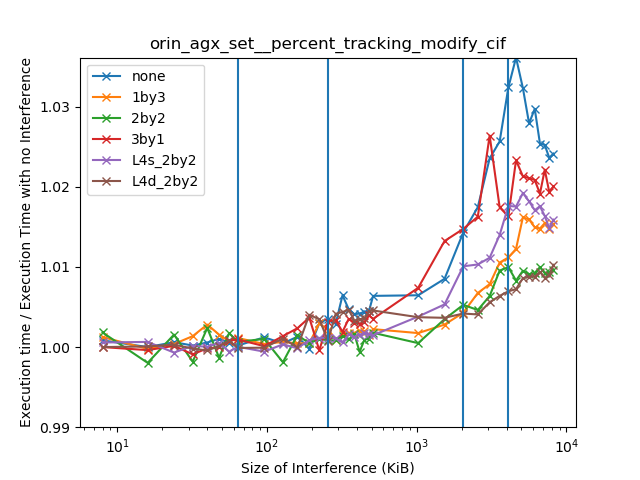 orin_agx_set__percent_tracking_modify_cif
Execution time / Execution Time with no Interference
1.03
1.02
1.01
1.00
0.99
none
1by3
2by2
3by1
L4s_2by2
L4d_2by2
10¹
10²
10³
10⁴
Size of Interference (KiB)